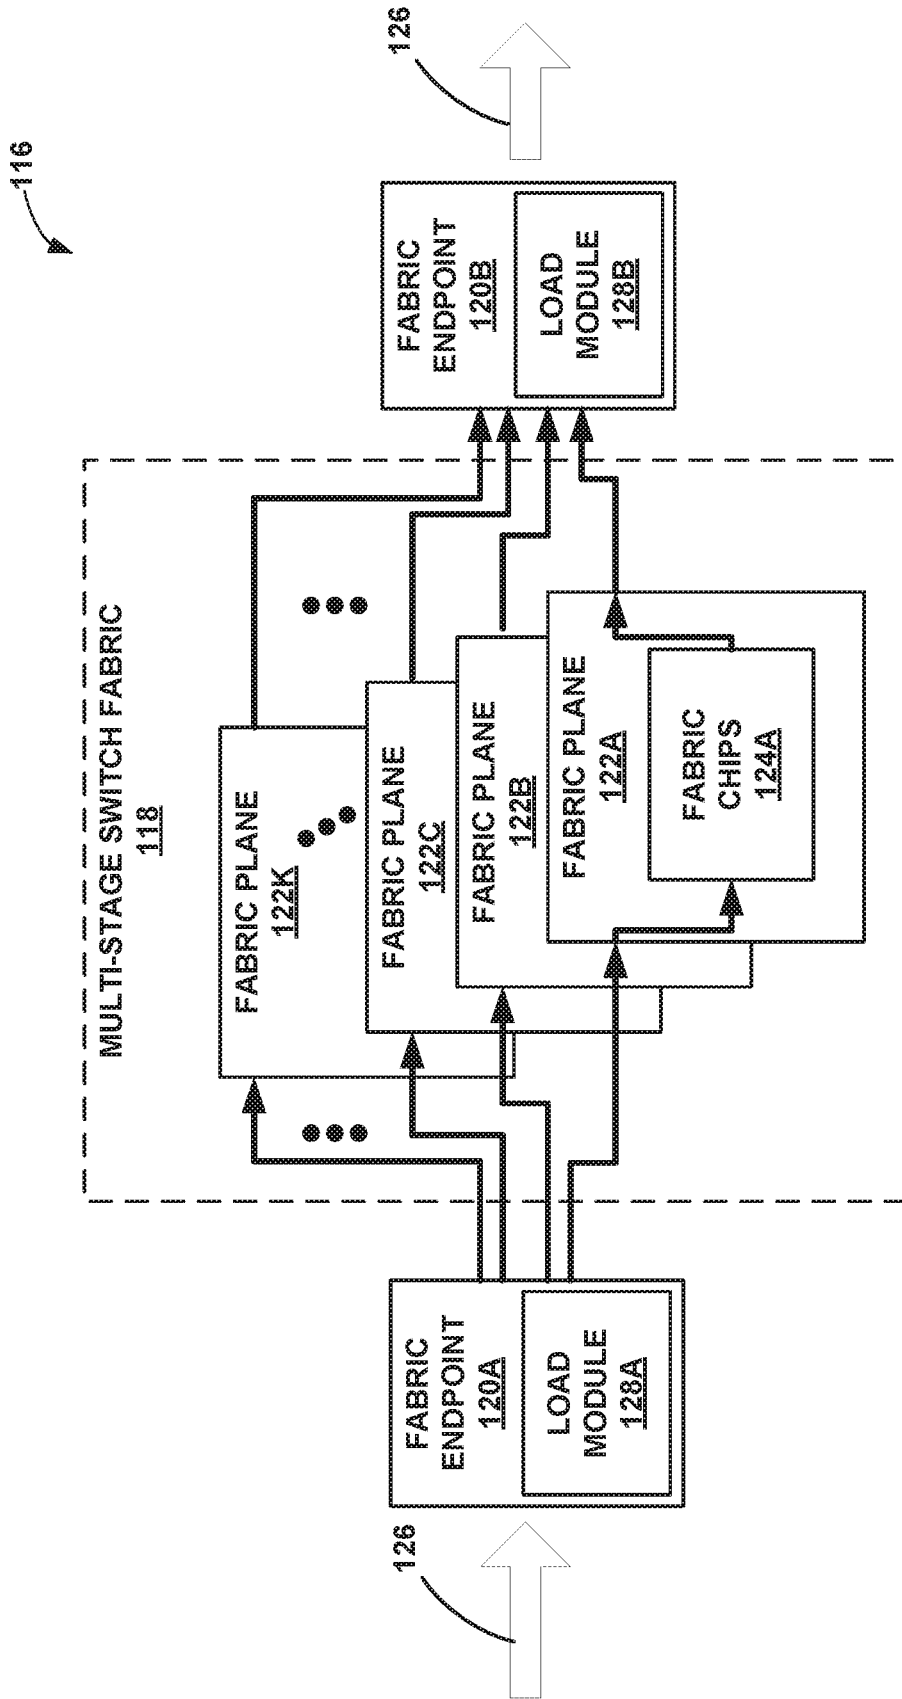 116
126
MULTI-STAGE SWITCH FABRIC
118
FABRIC
ENDPOINT
120A
LOAD
MODULE
128A
FABRIC PLANE
122K
FABRIC PLANE
122C
FABRIC PLANE
122B
FABRIC PLANE
122A
FABRIC
CHIPS
124A
FABRIC
ENDPOINT
120B
LOAD
MODULE
128B
126